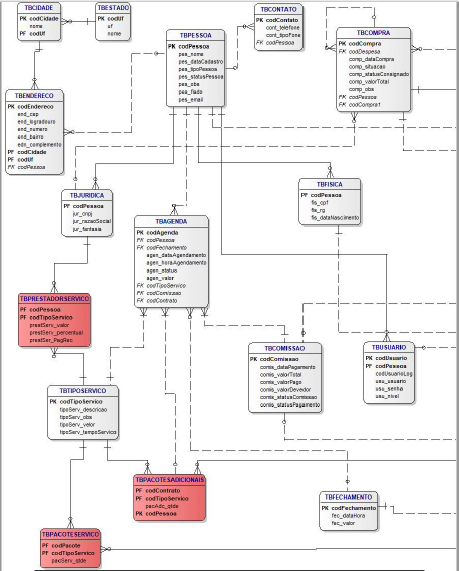 TBCIDADE
PK codCidade
nome
PF codUf
TBESTADO
PK codUf
uf
nome
TBPESSOA
PK codPessoa
pes_nome
pes_dataCadastro
pes_tipoPessoa
pes_statusPessoa
pes_obs
pes_email
TBCONTATO
PK codContato
cont_telefone
cont_tipoFone
FK codPessoa
TBCOMPRA
PK codCompra
FK codDespesa
comp_dataCompra
comp_situacao
comp_statusConsignado
comp_valorTotal
comp_obs
FK codPessoa
FK codCompra1
TBENDERECO
PK codEndereco
end_cep
end_logradouro
end_numero
end_bairro
edn_complemento
PF codCidade
PF codUf
FK codPessoa
TBJURIDICA
PF codPessoa
jur_cnpj
jur_razaoSocial
jur_fantasia
TBAGENDA
PK codAgenda
FK codPessoa
FK codFechamento
agen_dataAgendamento
agen_horaAgendamento
agen_status
agen_valor
FK codTipoServico
FK codComissao
FK codContrato
TBFISICA
PF codPessoa
fis_cpf
fis_rg
fis_dataNascimento
TBPRESTADORSERVICO
PF codPessoa
PF codTipoServico
prestServ_valor
prestServ_percentual
prestSer_PagRec
TBCOMISSAO
PK codComissao
comis_dataPagamento
comis_valorTotal
comis_valorPago
comis_valorDevedor
comis_statusComissao
comis_statusPagamento
TBUSUARIO
PK codUsuario
PF codPessoa
codUsuarioLog
usu_usuario
usu_senha
usu_nivel
TBTIPOSERVICO
PK codTipoServico
tipoServ_descricao
tipoServ_obs
tipoServ_valor
tipoServ_tempoServico
TBPACOTESADICIONAIS
PF codContrato
PF codTipoServico
pacAdc_qtde
PK codPessoa
TBFECHAMENTO
PK codFechamento
fec_dataHora
fec_valor
TBPACOTESERVICO
PF codPacote
PF codTipoServico
pacServ_qtde